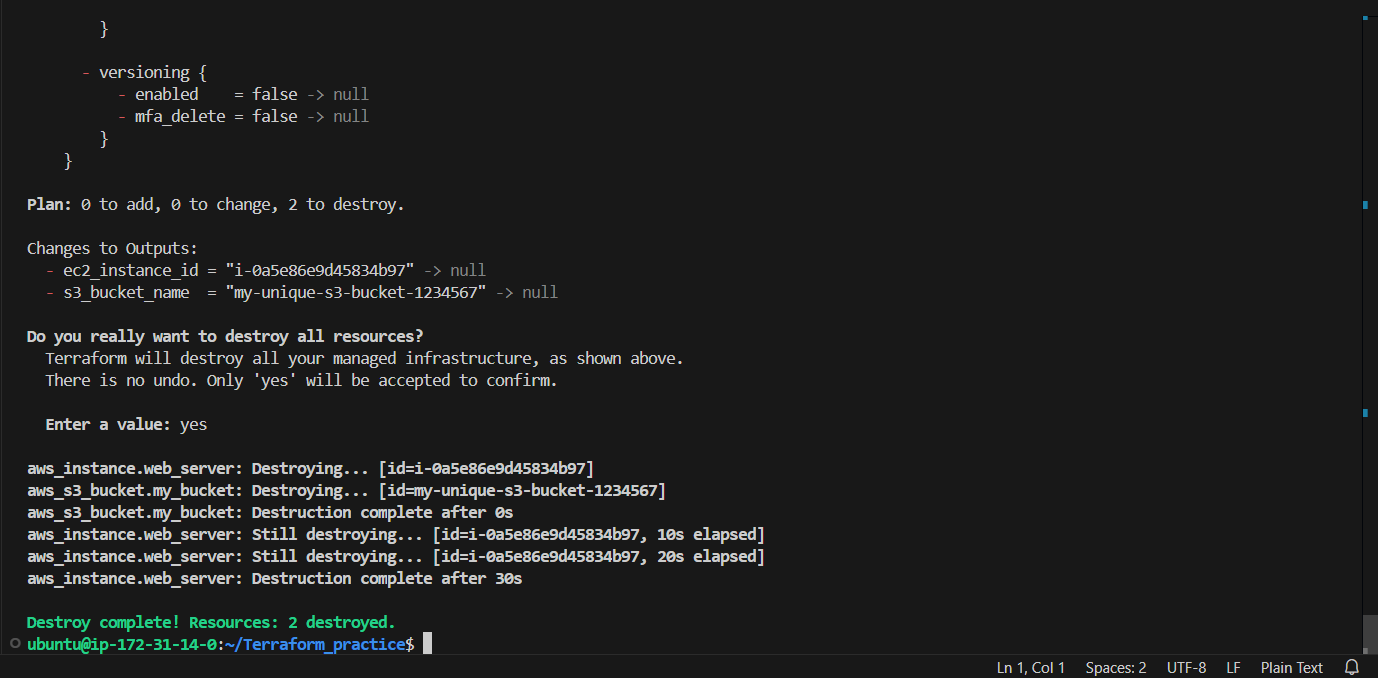 }

      - versioning {
          - enabled    = false -> null
          - mfa_delete = false -> null
        }
    }

Plan: 0 to add, 0 to change, 2 to destroy.

Changes to Outputs:
  - ec2_instance_id = "i-0a5e86e9d45834b97" -> null
  - s3_bucket_name  = "my-unique-s3-bucket-1234567" -> null

Do you really want to destroy all resources?
  Terraform will destroy all your managed infrastructure, as shown above.
  There is no undo. Only 'yes' will be accepted to confirm.

  Enter a value: yes

aws_instance.web_server: Destroying... [id=i-0a5e86e9d45834b97]
aws_s3_bucket.my_bucket: Destroying... [id=my-unique-s3-bucket-1234567]
aws_s3_bucket.my_bucket: Destruction complete after 0s
aws_instance.web_server: Still destroying... [id=i-0a5e86e9d45834b97, 10s elapsed]
aws_instance.web_server: Still destroying... [id=i-0a5e86e9d45834b97, 20s elapsed]
aws_instance.web_server: Destruction complete after 30s

Destroy complete! Resources: 2 destroyed.
ubuntu@ip-172-31-14-0:~/Terraform_practice$
Ln 1, Col 1 Spaces: 2 UTF-8 LF Plain Text